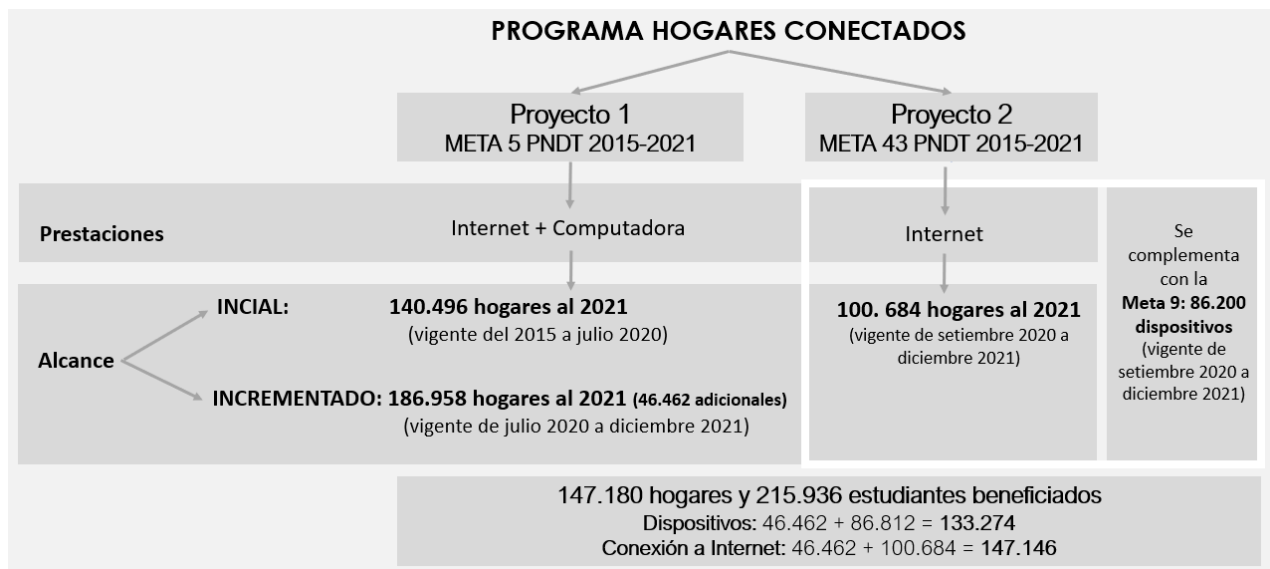 PROGRAMA HOGARES CONECTADOS
Proyecto 1
META 5 PNDT 2015-2021
Proyecto 2
META 43 PNDT 2015-2021
Prestaciones
Internet + Computadora
Internet
Se
complementa
con la
Meta 9: 86.200
dispositivos
(vigente de
setiembre 2020 a
diciembre 2021)
Alcance
INCIAL:
140.496 hogares al 2021
(vigente del 2015 a julio 2020)
INCREMENTADO: 186.958 hogares al 2021 (46.462 adicionales)
(vigente de julio 2020 a diciembre 2021)
100. 684 hogares al 2021
(vigente de setiembre 2020 a
diciembre 2021)
147.180 hogares y 215.936 estudiantes beneficiados
Dispositivos: 46.462 + 86.812 = 133.274
Conexión a Internet: 46.462 + 100.684 = 147.146